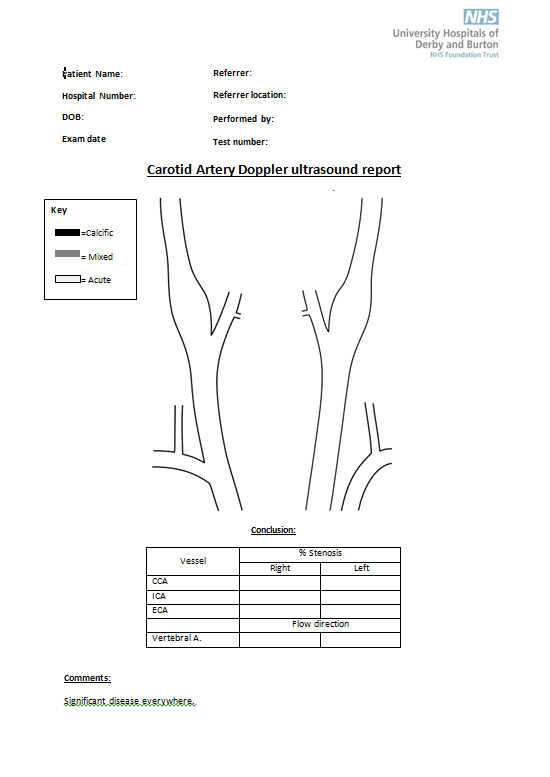 NHS
University Hospitals of
Derby and Burton
NHS Foundation Trust
Patient Name:
Referrer:
Hospital Number:
Referrer location:
DOB:
Performed by:
Exam date
Test number:
Carotid Artery Doppler ultrasound report
Key
=Calcific
= Mixed
= Acute
Conclusion:
Vessel
% Stenosis
Right
Left
CCA
ICA
ECA
Flow direction
Vertebral A.
Comments:
Significant disease everywhere.